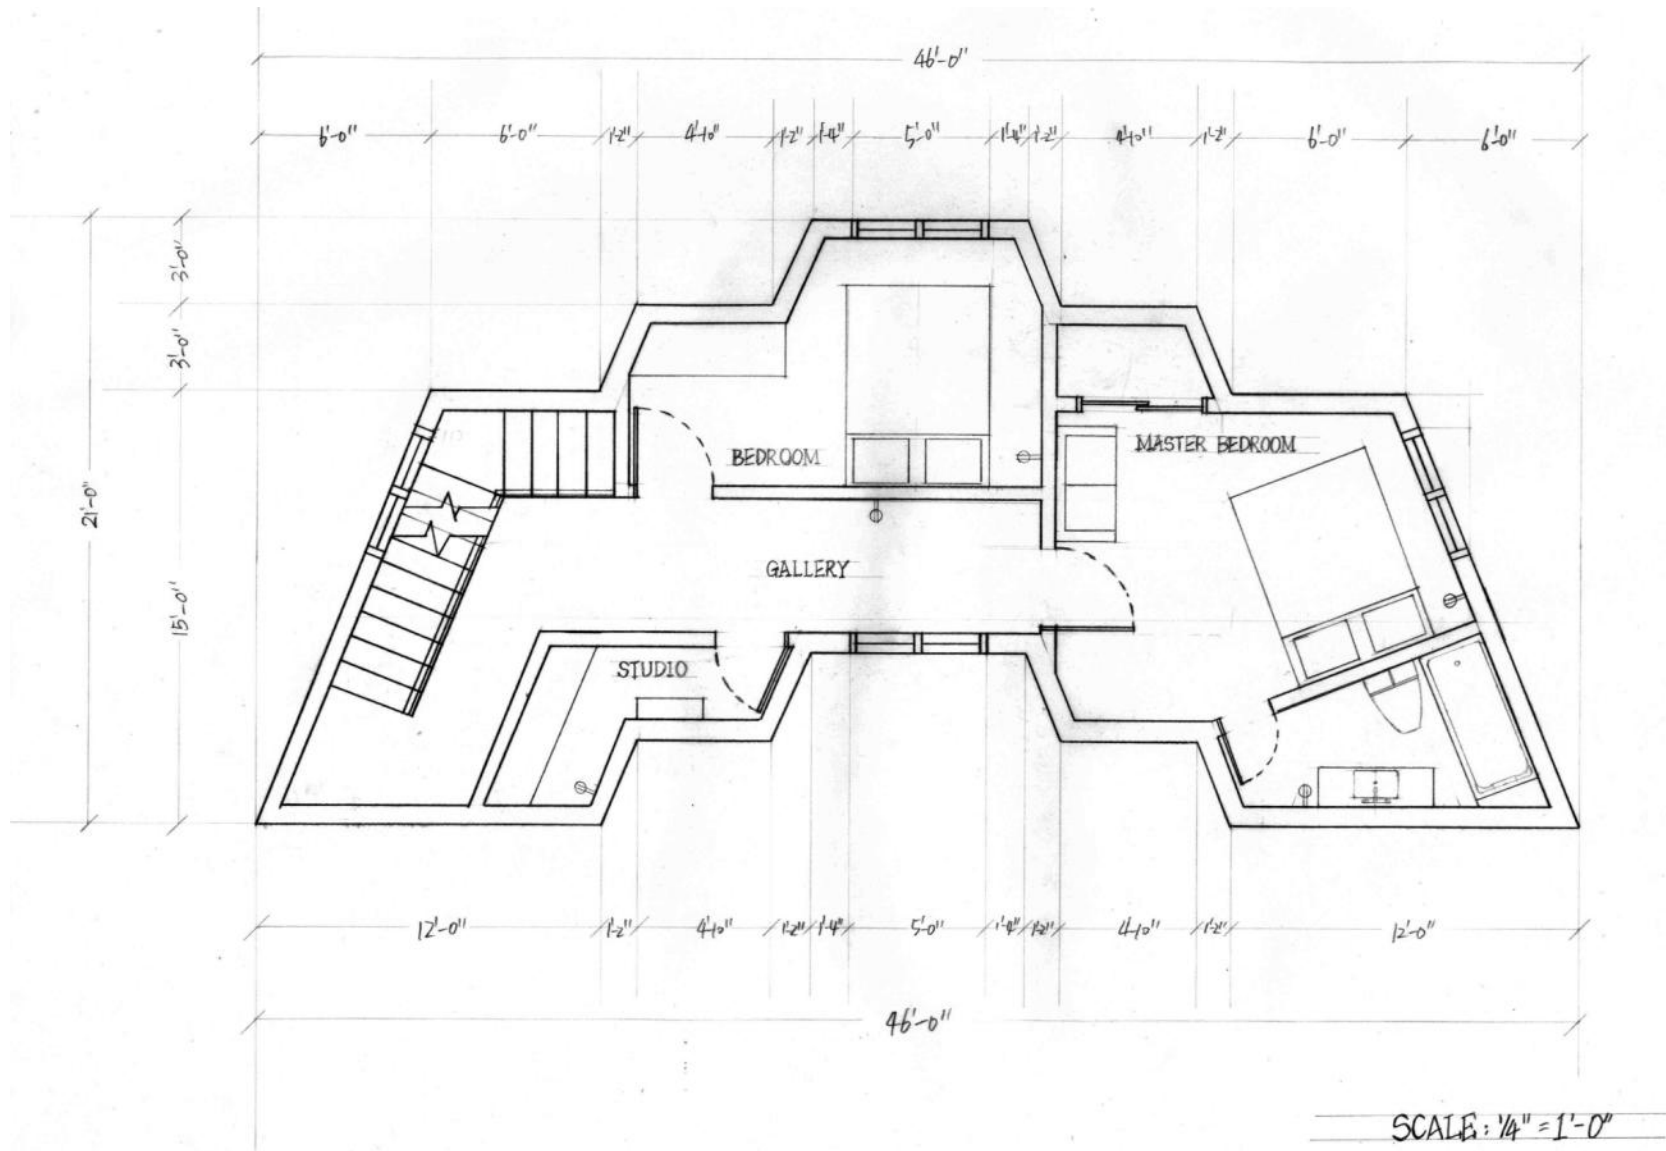 46'-0"
6'-0" 6'-0" 1'-2" 4'-10" 1'-2" 1'-4" 5'-0" 1'-4" 1'-2" 4'-10" 1'-2" 6'-0" 6'-0"
3'-0"
3'-0"
15'-0"
21'-0"
BEDROOM
MASTER BEDROOM
GALLERY
STUDIO
12'-0" 1'-2" 4'-10" 1'-2" 1'-4" 5'-0" 1'-4" 1'-2" 4'-10" 1'-2" 12'-0"
46'-0"
SCALE: 1/4" = 1'-0"